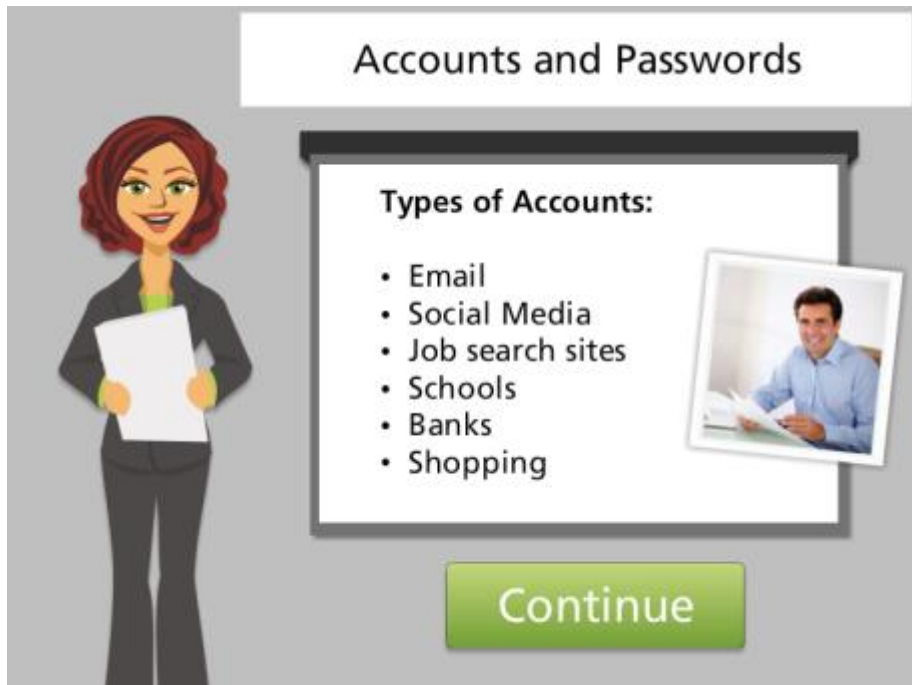 Accounts and Passwords
Types of Accounts:
• Email
• Social Media
• Job search sites
• Schools
• Banks
• Shopping
Continue